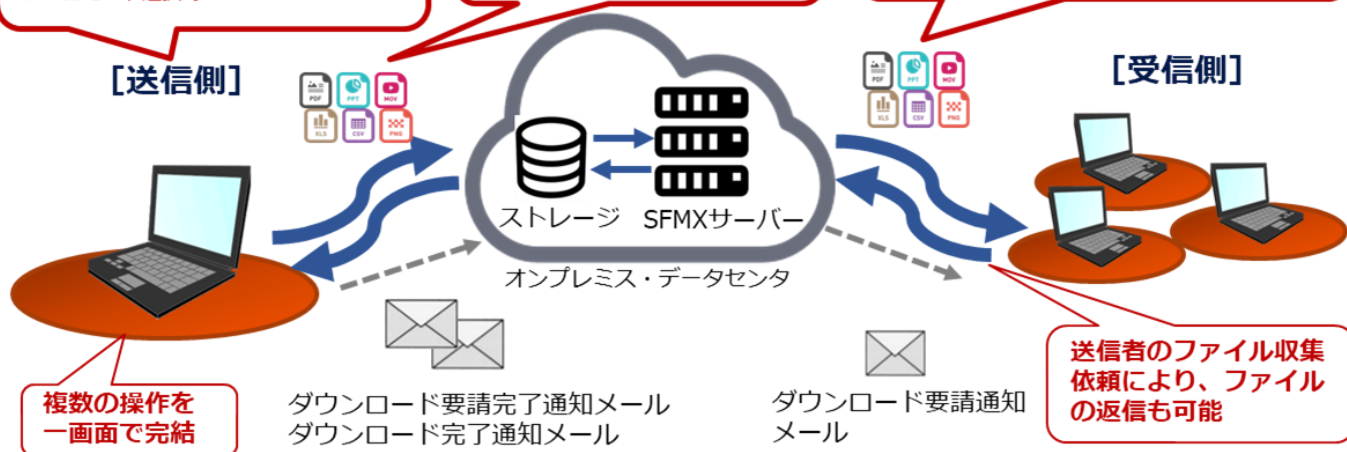 [送信側]
[受信側]
PDF
PPT
MOV
XLS
CSV
PNG
PDF
PPT
MOV
XLS
CSV
PNG
ストレージ
SFMXサーバー
オンプレミス・データセンタ
複数の操作を
一画面で完結
ダウンロード要請完了通知メール
ダウンロード完了通知メール
ダウンロード要請通知
メール
送信者のファイル収集
依頼により、ファイル
の返信も可能